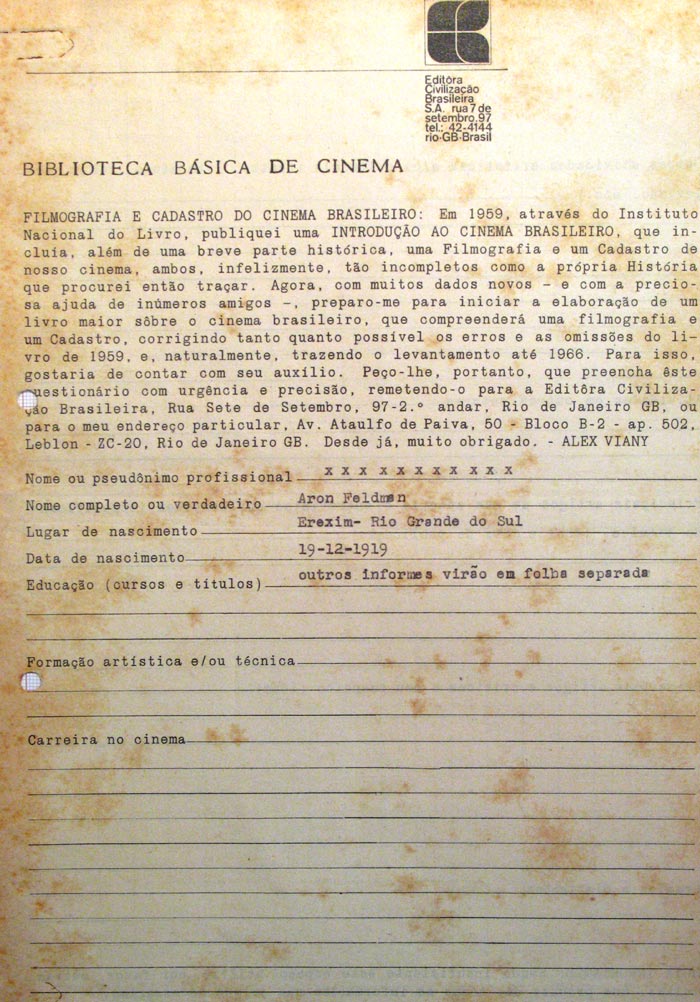 Editôra
Civilização
Brasileira
S.A. rua 7 de
setembro, 97
tel.: 42-4144
rio·GB·Brasil
BIBLIOTECA BÁSICA DE CINEMA
FILMOGRAFIA E CADASTRO DO CINEMA BRASILEIRO: Em 1959, através do Instituto
Nacional do Livro, publiquei uma INTRODUÇÃO AO CINEMA BRASILEIRO, que in-
cluía, além de uma breve parte histórica, uma Filmografia e um Cadastro de
nosso cinema, ambos, infelizmente, tão incompletos como a própria História
que procurei então traçar. Agora, com muitos dados novos - e com a precio-
sa ajuda de inúmeros amigos -, preparo-me para iniciar a elaboração de um
livro maior sôbre o cinema brasileiro, que compreenderá uma filmografia e
um Cadastro, corrigindo tanto quanto possível os erros e as omissões do li-
vro de 1959, e, naturalmente, trazendo o levantamento até 1966. Para isso,
gostaria de contar com seu auxílio. Peço-lhe, portanto, que preencha êste
questionário com urgência e precisão, remetendo-o para a Editôra Civiliza-
ção Brasileira, Rua Sete de Setembro, 97-2.º andar, Rio de Janeiro GB, ou
para o meu endereço particular, Av. Ataulfo de Paiva, 50 - Bloco B-2 - ap. 502,
Leblon - ZC-20, Rio de Janeiro GB. Desde já, muito obrigado. - ALEX VIANY
Nome ou pseudônimo profissional x x x x x x x x x x x
Nome completo ou verdadeiro Aron Feldman
Lugar de nascimento Erexim- Rio Grande do Sul
Data de nascimento 19-12-1919
Educação (cursos e títulos) outros informes virão em folha separada
Formação artística e/ou técnica
Carreira no cinema